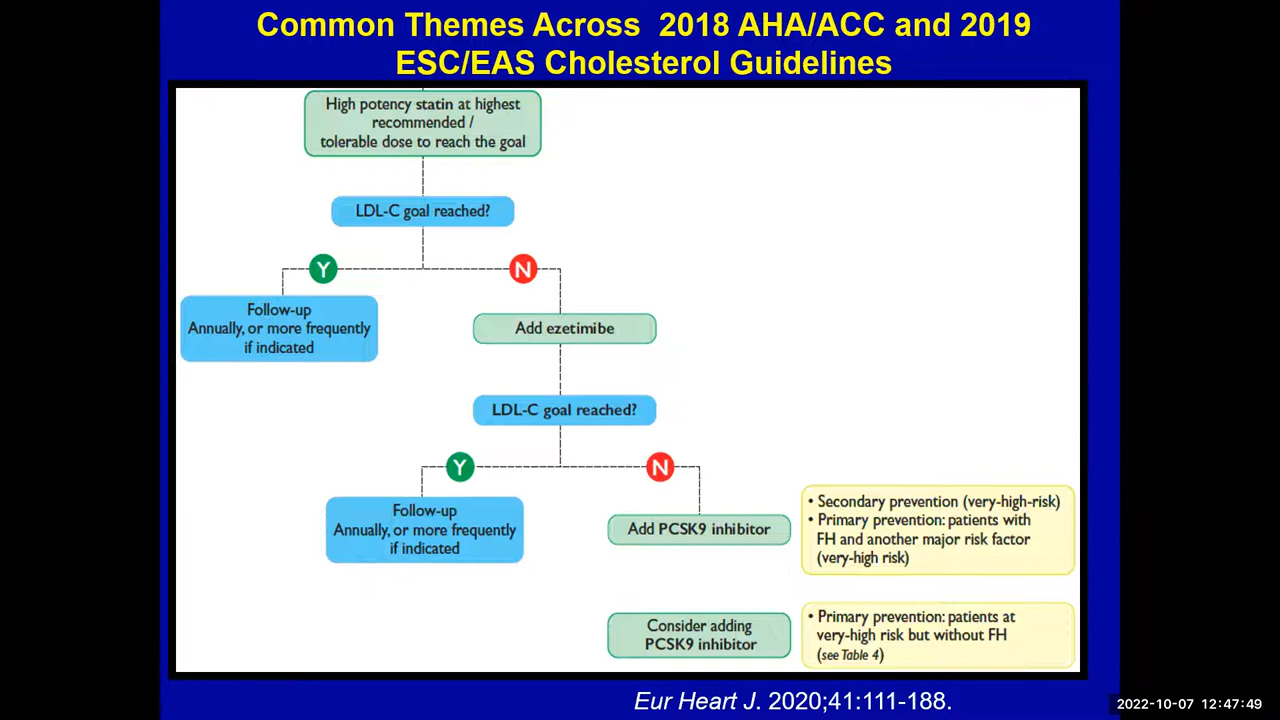 Common Themes Across 2018 AHA/ACC and 2019
ESC/EAS Cholesterol Guidelines
High potency statin at highest
recommended /
tolerable dose to reach the goal
LDL-C goal reached?
Y
N
Follow-up
Annually, or more frequently
if indicated
Add ezetimibe
LDL-C goal reached?
Y
N
Follow-up
Annually, or more frequently
if indicated
Add PCSK9 inhibitor
• Secondary prevention (very-high-risk)
• Primary prevention: patients with
FH and another major risk factor
(very-high risk)
Consider adding
PCSK9 inhibitor
• Primary prevention: patients at
very-high risk but without FH
(see Table 4)
Eur Heart J. 2020;41:111-188.
2022-10-07 12:47:49